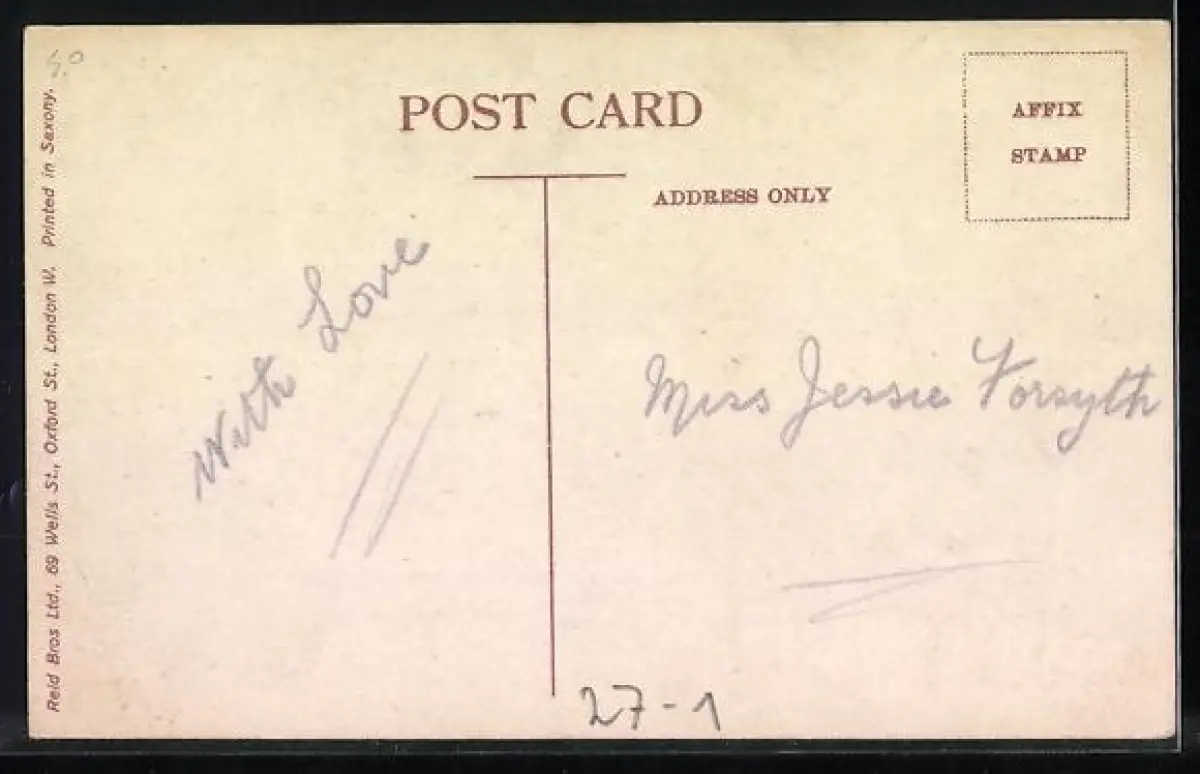 POST CARD
AFFIX
STAMP
ADDRESS ONLY
With Love
Miss Jessie Forsyth
27-1
Reid Bros Ltd., 69 Wells St., Oxford St., London W. Printed in Saxony.